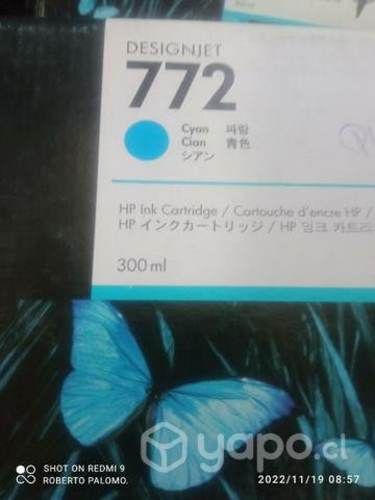 DESIGNJET
772
Cyan 파랑
Cian 青色
シアン
HP Ink Cartridge / Cartouche d'encre HP /
HP インクカートリッジ / HP 잉크 카트리
300 ml
yapo.cl
SHOT ON REDMI 9
ROBERTO PALOMO.
2022/11/19 08:57